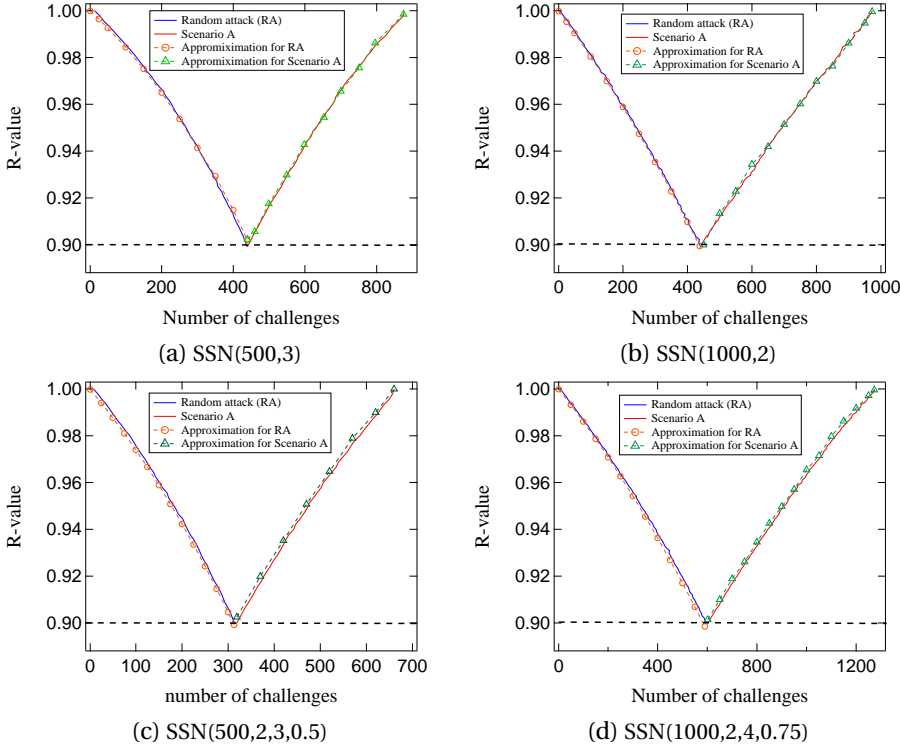 1.00
0.98
0.96
0.94
0.92
0.90
R-value
Random attack (RA)
Scenario A
Appromiximation for RA
Appromiximation for Scenario A
0 200 400 600 800
Number of challenges
(a) SSN(500,3)
1.00
0.98
0.96
0.94
0.92
0.90
R-value
Random attack (RA)
Scenario A
Approximation for RA
Approximation for Scenario A
0 200 400 600 800 1000
Number of challenges
(b) SSN(1000,2)
1.00
0.98
0.96
0.94
0.92
0.90
R-value
Random attack (RA)
Scenario A
Approximation for RA
Approximation for Scenario A
0 100 200 300 400 500 600 700
number of challenges
(c) SSN(500,2,3,0.5)
1.00
0.98
0.96
0.94
0.92
0.90
R-value
Random attack (RA)
Scenario A
Approximation for RA
Approximation for Scenario A
0 400 800 1200
Number of challenges
(d) SSN(1000,2,4,0.75)